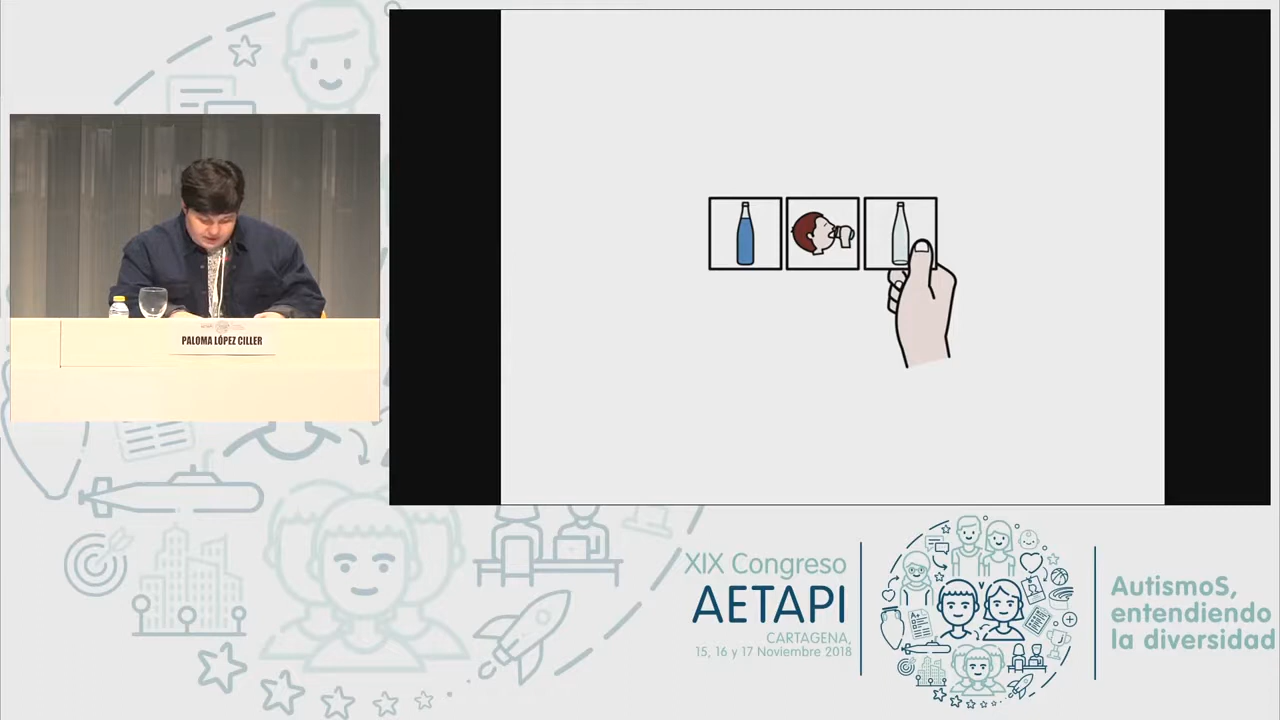 PALOMA LÓPEZ CILLER
XIX Congreso
AETAPI
CARTAGENA,
15, 16 y 17 Noviembre 2018
AutismoS,
entendiendo
la diversidad